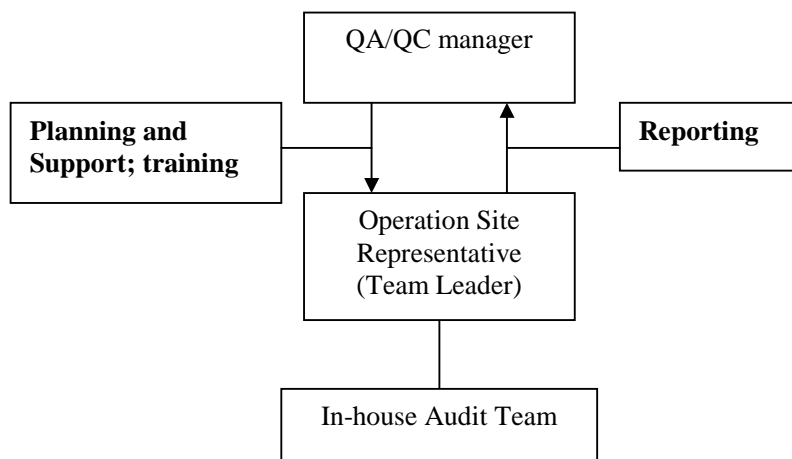 QA/QC manager
Planning and
Support; training
Reporting
Operation Site
Representative
(Team Leader)
In-house Audit Team